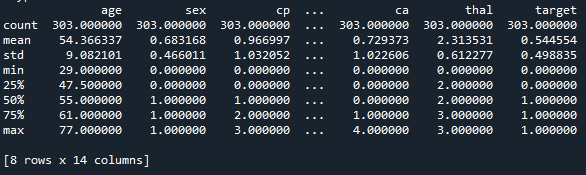 age sex cp ... ca thal target
count 303.000000 303.000000 303.000000 ... 303.000000 303.000000 303.000000
mean 54.366337 0.683168 0.966997 ... 0.729373 2.313531 0.544554
std 9.082101 0.466011 1.032052 ... 1.022606 0.612277 0.498835
min 29.000000 0.000000 0.000000 ... 0.000000 0.000000 0.000000
25% 47.500000 0.000000 0.000000 ... 0.000000 2.000000 0.000000
50% 55.000000 1.000000 1.000000 ... 0.000000 2.000000 1.000000
75% 61.000000 1.000000 2.000000 ... 1.000000 3.000000 1.000000
max 77.000000 1.000000 3.000000 ... 4.000000 3.000000 1.000000
[8 rows x 14 columns]